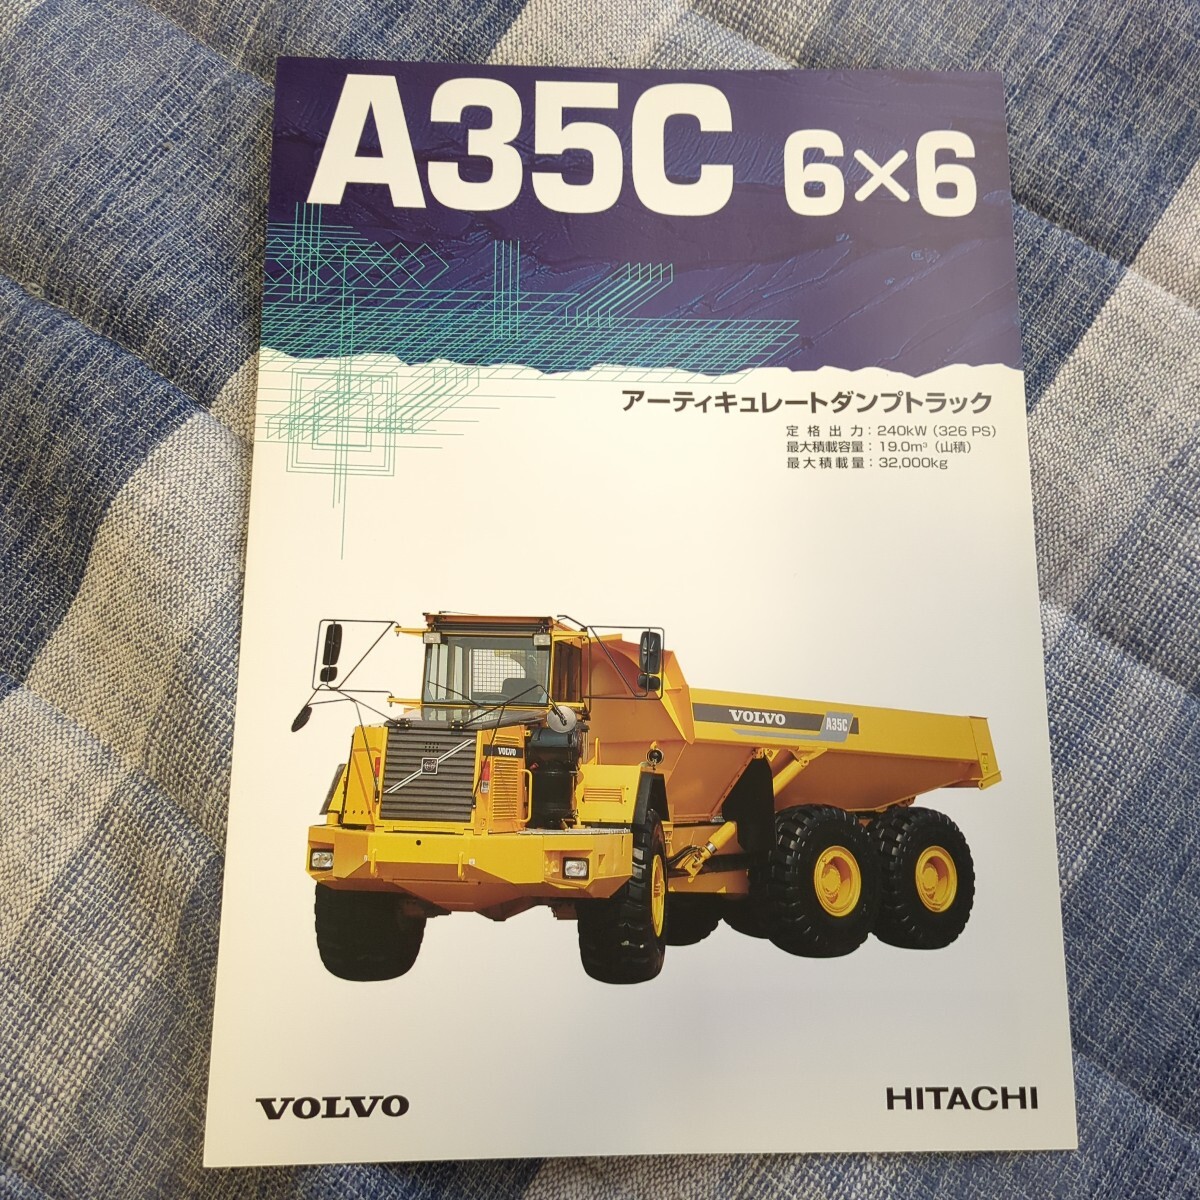 A35C 6×6
アーティキュレートダンプトラック
定格出力：240kW（326 PS）
最大積載容量：19.0m³（山積）
最大積載量：32,000kg
VOLVO A35C
VOLVO
VOLVO
HITACHI